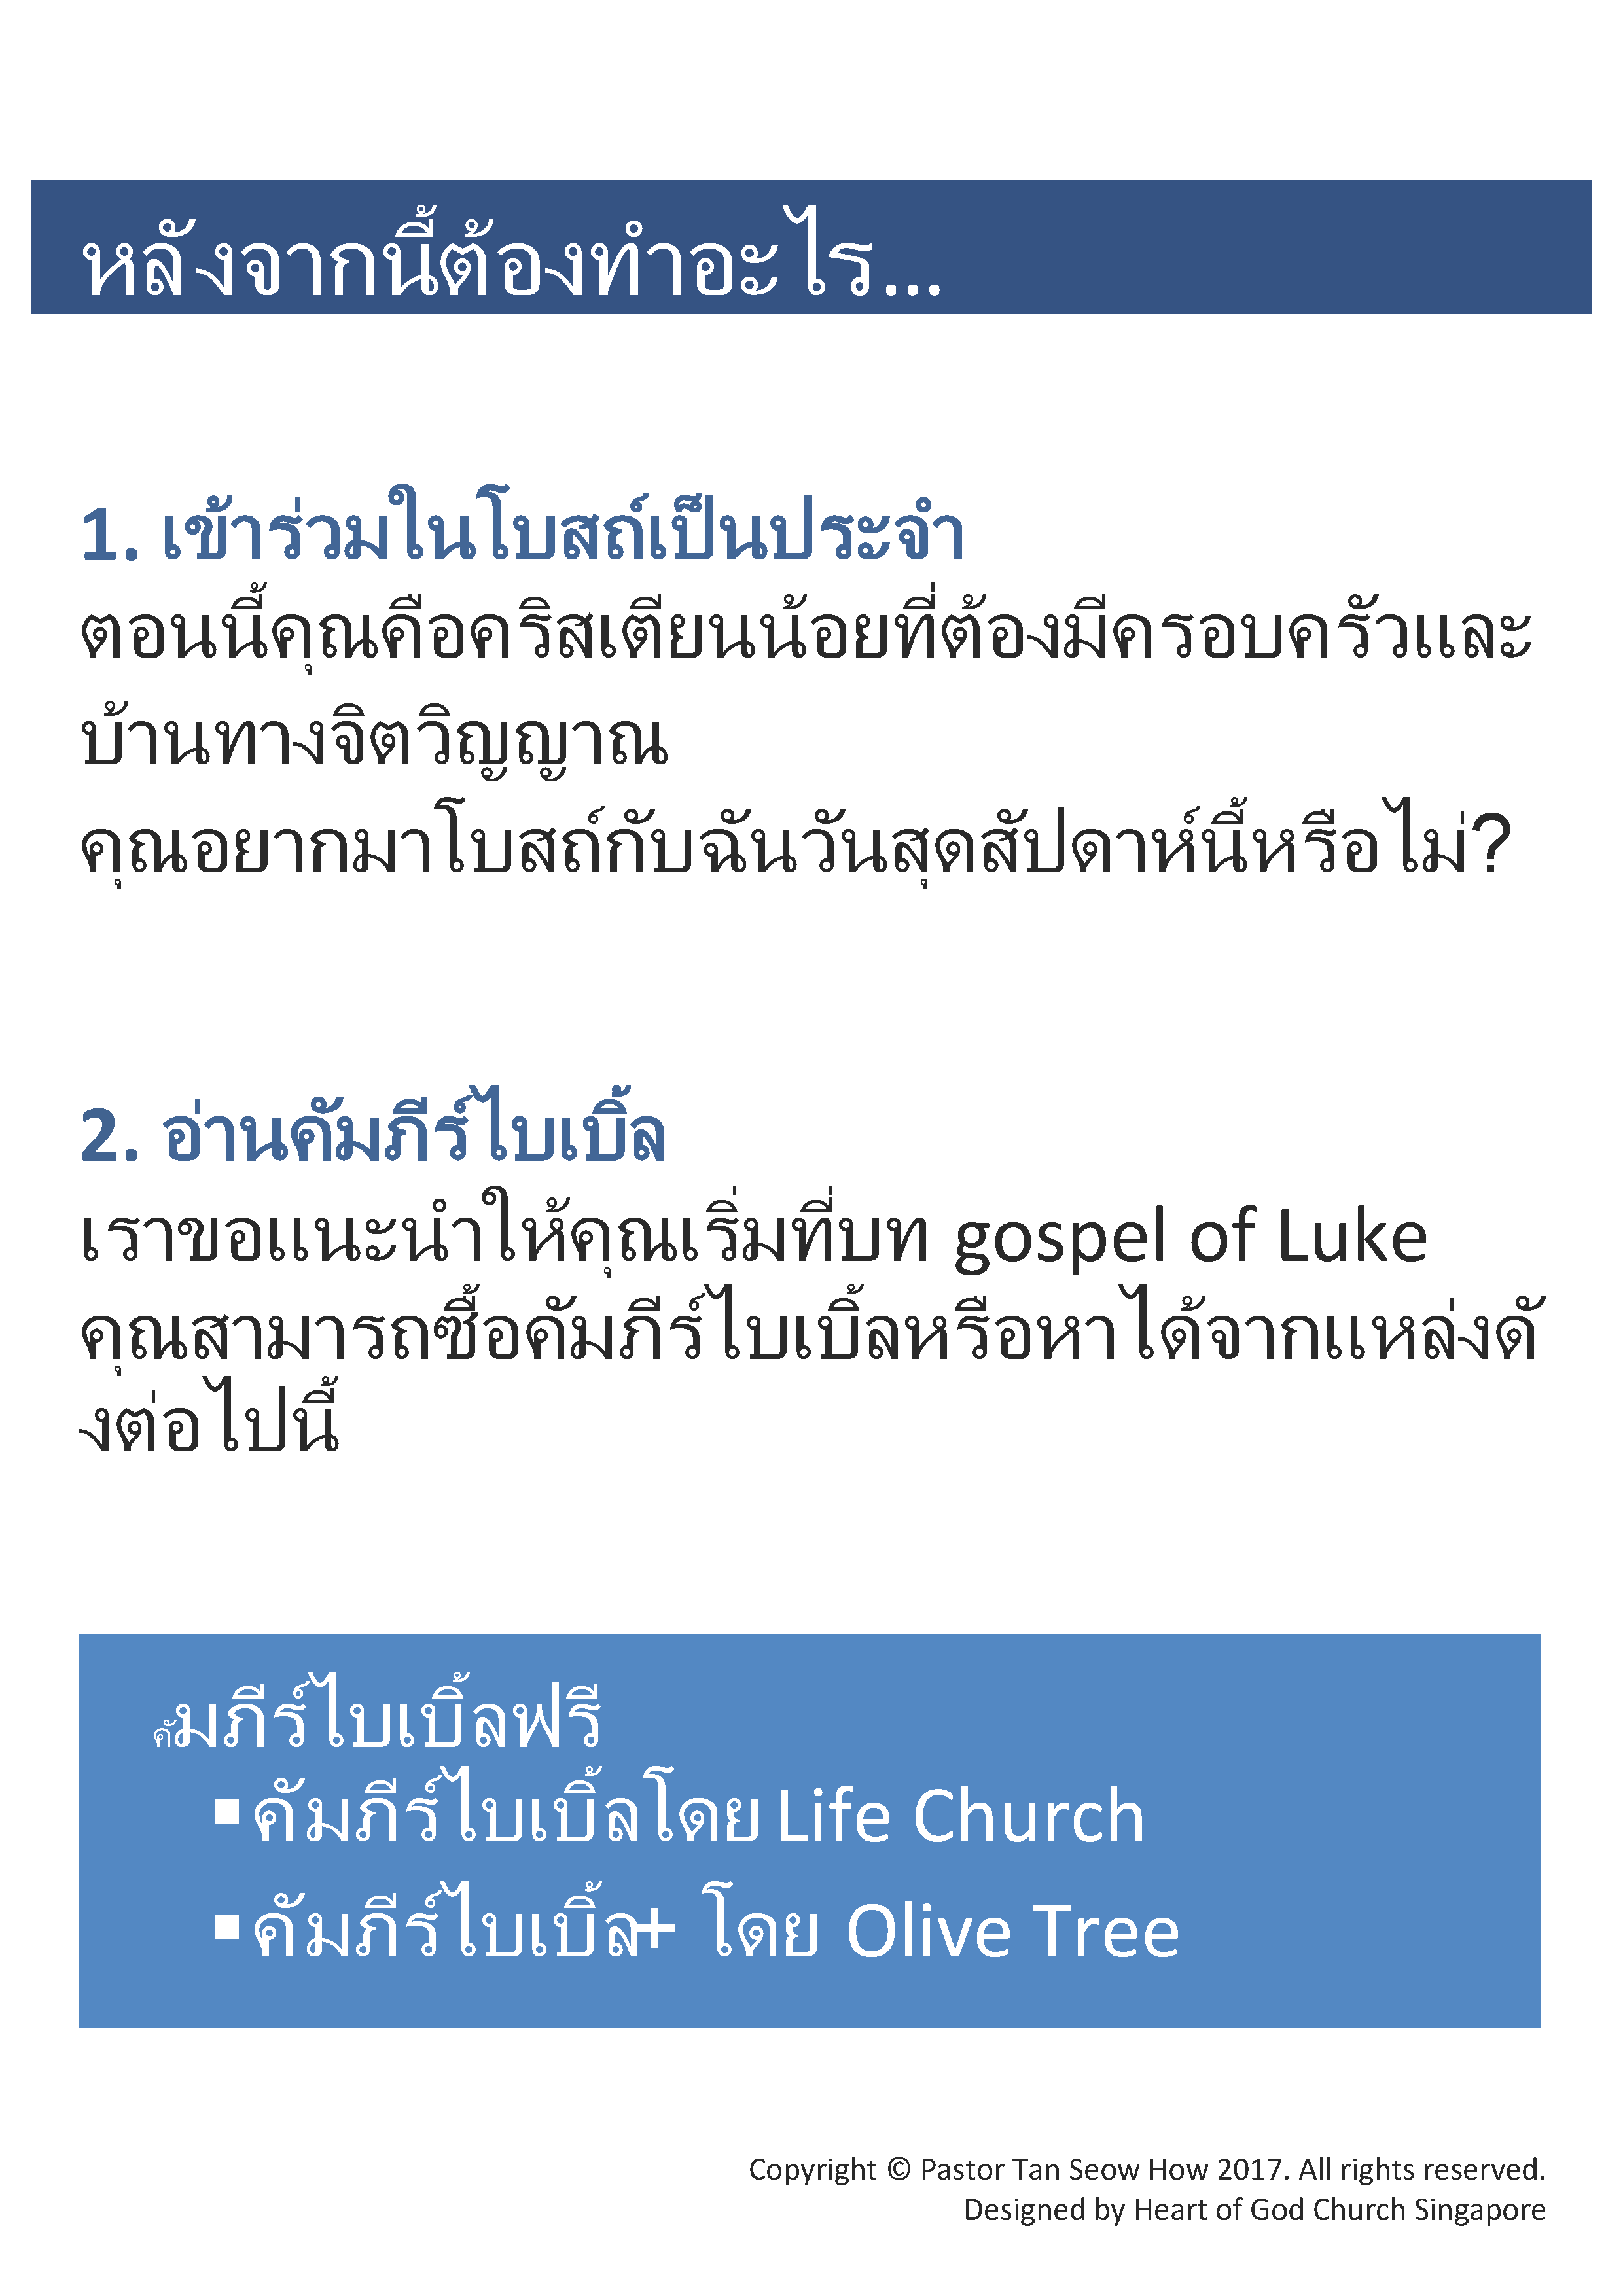 หลังจากนี้ต้องทำอะไร...
1. เข้าร่วมในโบสถ์เป็นประจำ
ตอนนี้คุณคือคริสเตียนน้อยที่ต้องมีครอบครัวและ
บ้านทางจิตวิญญาณ
คุณอยากมาโบสถ์กับฉันวันสุดสัปดาห์นี้หรือไม่?
2. อ่านคัมภีร์ไบเบิ้ล
เราขอแนะนำให้คุณเริ่มที่บท gospel of Luke
คุณสามารถซื้อคัมภีร์ไบเบิ้ลหรือหาได้จากแหล่งดั
งต่อไปนี้
คัมภีร์ไบเบิ้ลฟรี
▪ คัมภีร์ไบเบิ้ลโดย Life Church
▪ คัมภีร์ไบเบิ้ล+ โดย Olive Tree
Copyright © Pastor Tan Seow How 2017. All rights reserved.
Designed by Heart of God Church Singapore